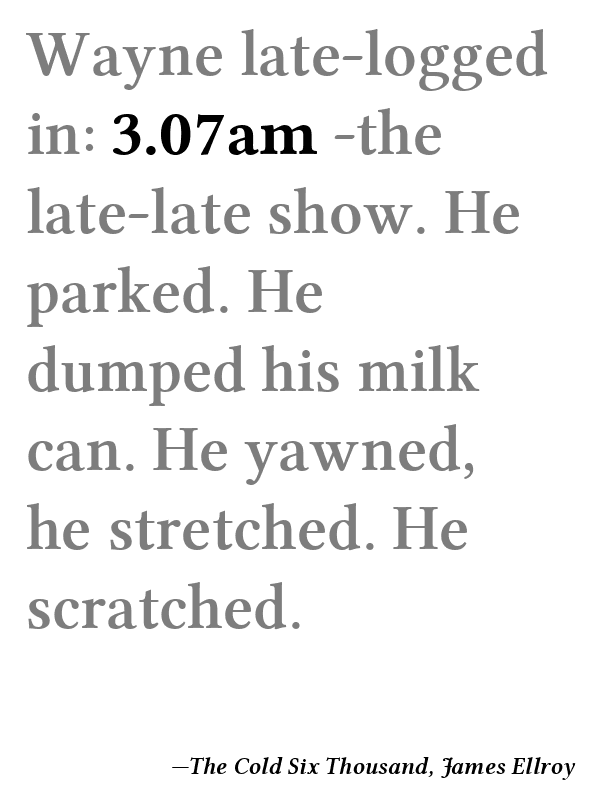 Wayne late-logged
in: 3.07am -the
late-late show. He
parked. He
dumped his milk
can. He yawned,
he stretched. He
scratched.
—The Cold Six Thousand, James Ellroy